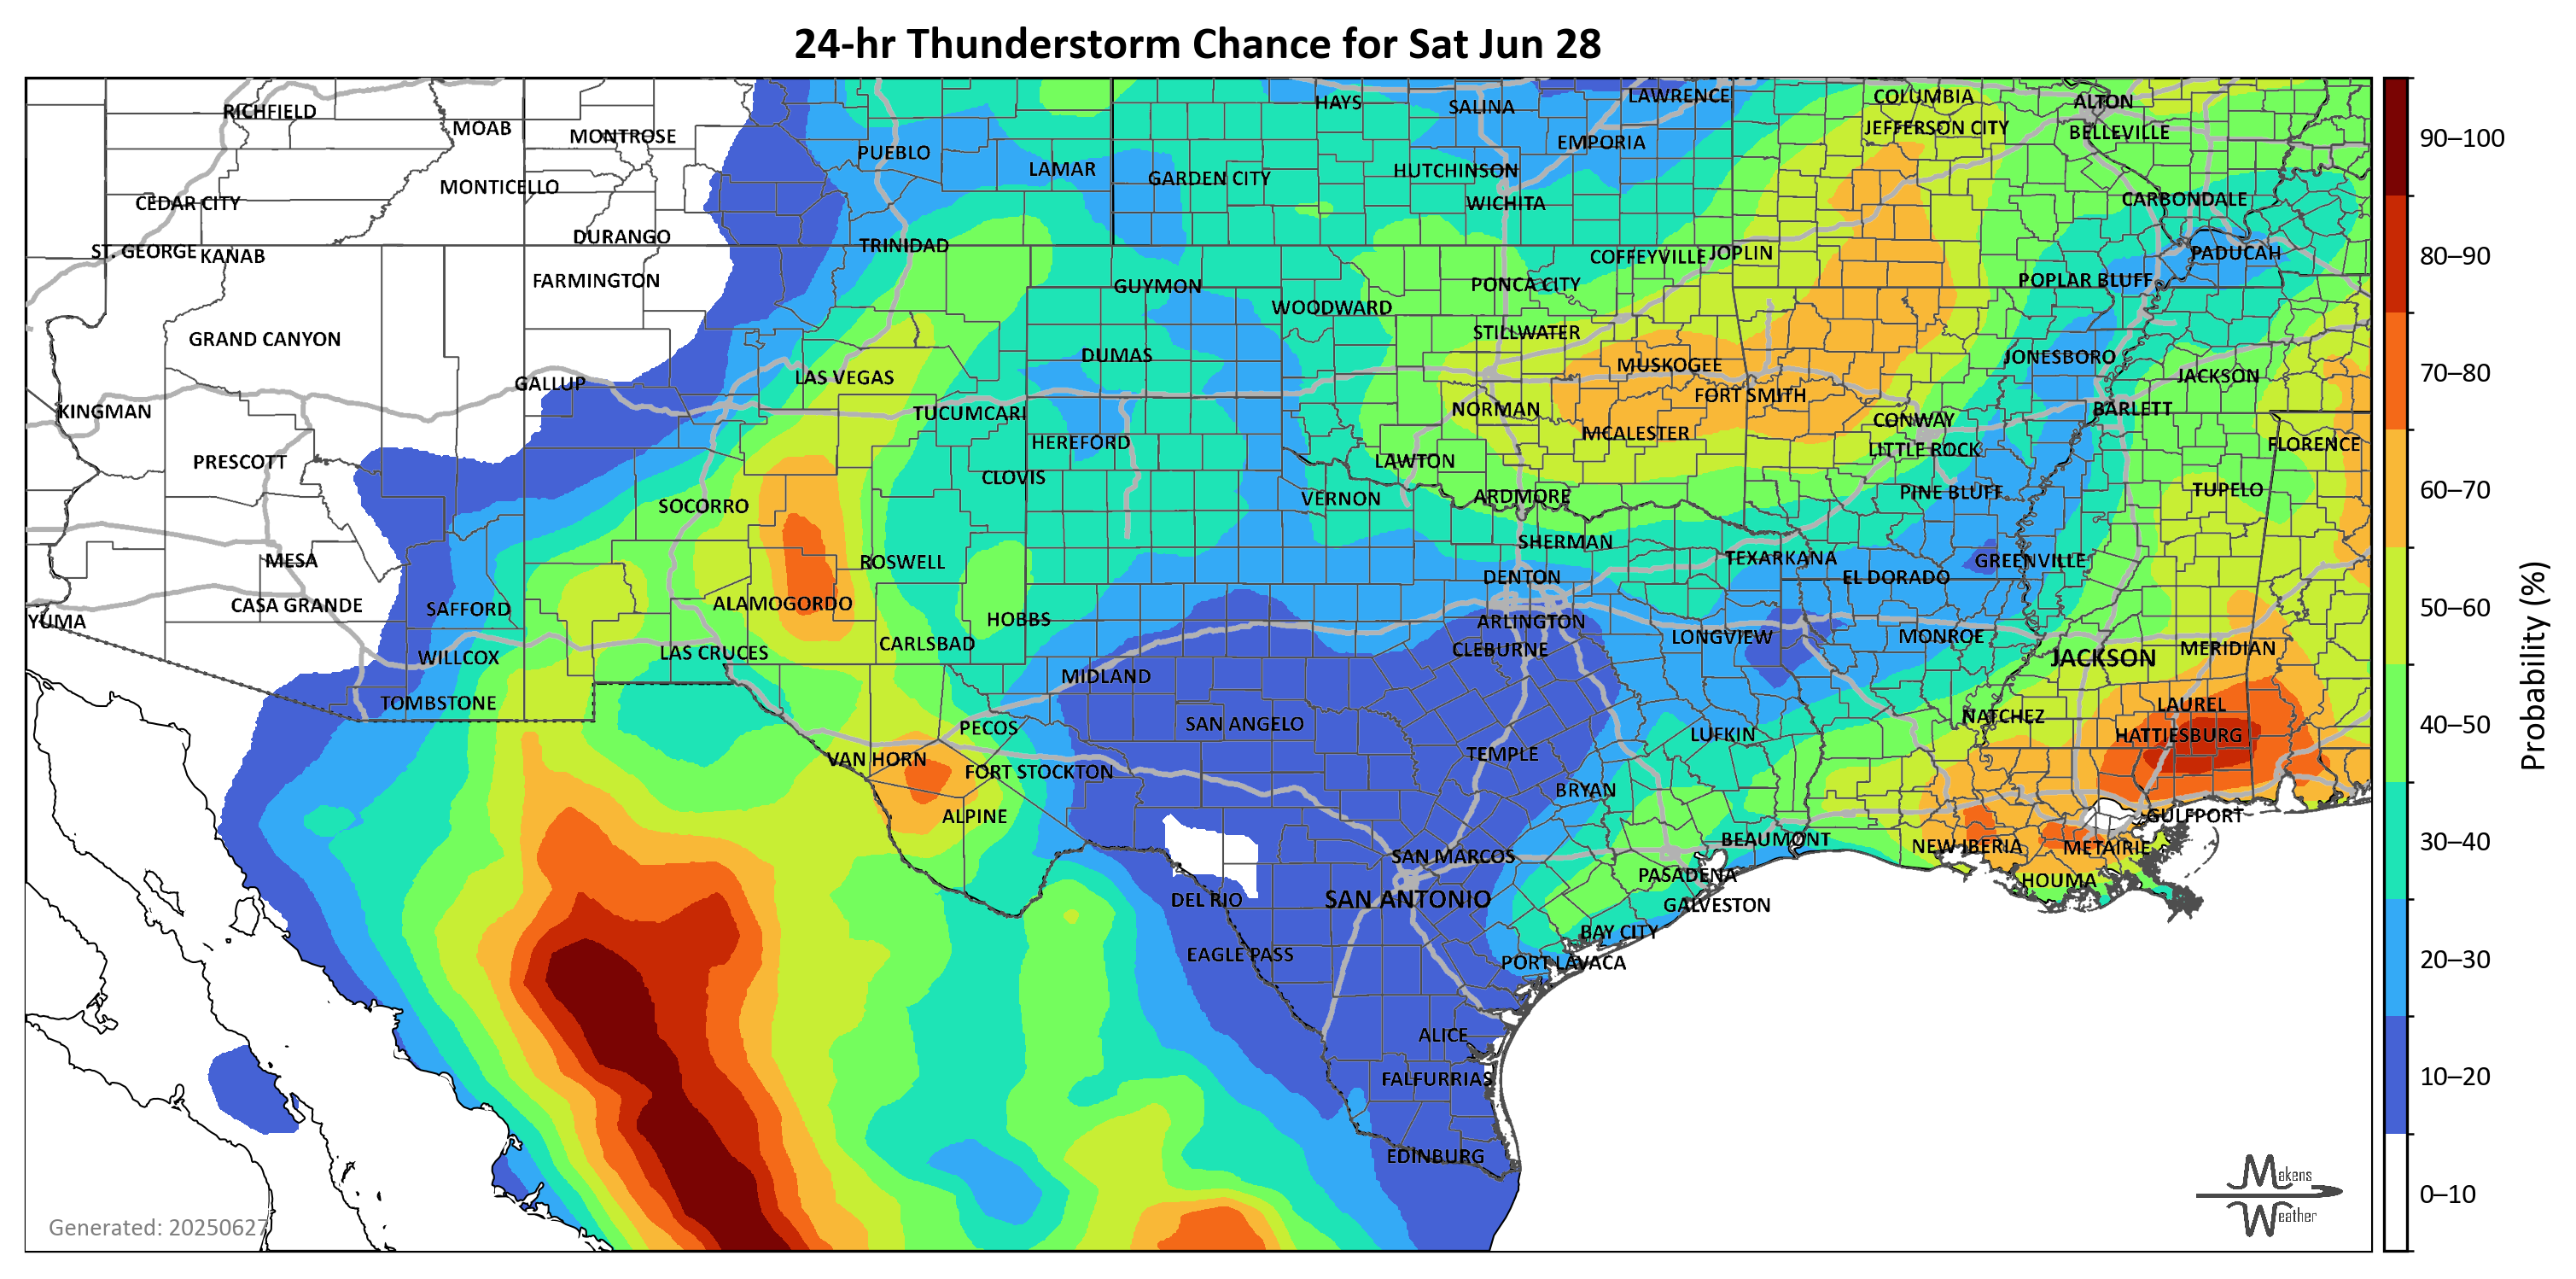 24-hr Thunderstorm Chance for Sat Jun 28
RICHFIELD
MOAB
MONTROSE
PUEBLO
LAMAR
HAYS
SALINA
LAWRENCE
COLUMBIA
ALTON
JEFFERSON CITY
BELLEVILLE
EMPORIA
HUTCHINSON
GARDEN CITY
WICHITA
MONTICELLO
CEDAR CITY
CARBONDALE
DURANGO
TRINIDAD
ST. GEORGE
KANAB
COFFEYVILLE
JOPLIN
PADUCAH
FARMINGTON
GUYMON
PONCA CITY
POPLAR BLUFF
WOODWARD
GRAND CANYON
STILLWATER
DUMAS
MUSKOGEE
JONESBORO
LAS VEGAS
JACKSON
GALLUP
FORT SMITH
KINGMAN
TUCUMCARI
NORMAN
CONWAY
BARLETT
HEREFORD
MCALESTER
LITTLE ROCK
FLORENCE
PRESCOTT
CLOVIS
LAWTON
VERNON
ARDMORE
PINE BLUFF
TUPELO
SOCORRO
MESA
ROSWELL
SHERMAN
TEXARKANA
GREENVILLE
DENTON
EL DORADO
CASA GRANDE
SAFFORD
ALAMOGORDO
HOBBS
YUMA
ARLINGTON
CARLSBAD
CLEBURNE
LONGVIEW
MONROE
WILLCOX
LAS CRUCES
JACKSON
MERIDIAN
MIDLAND
TOMBSTONE
PECOS
SAN ANGELO
NATCHEZ
LAUREL
LUFKIN
HATTIESBURG
VAN HORN
FORT STOCKTON
TEMPLE
BRYAN
ALPINE
GULFPORT
BEAUMONT
NEW IBERIA
METAIRIE
SAN MARCOS
PASADENA
HOUMA
DEL RIO
SAN ANTONIO
GALVESTON
BAY CITY
EAGLE PASS
PORT LAVACA
ALICE
FALFURRIAS
EDINBURG
90–100
80–90
70–80
60–70
50–60
40–50
30–40
20–30
10–20
0–10
Probability (%)
Makens
Weather
Generated: 20250627